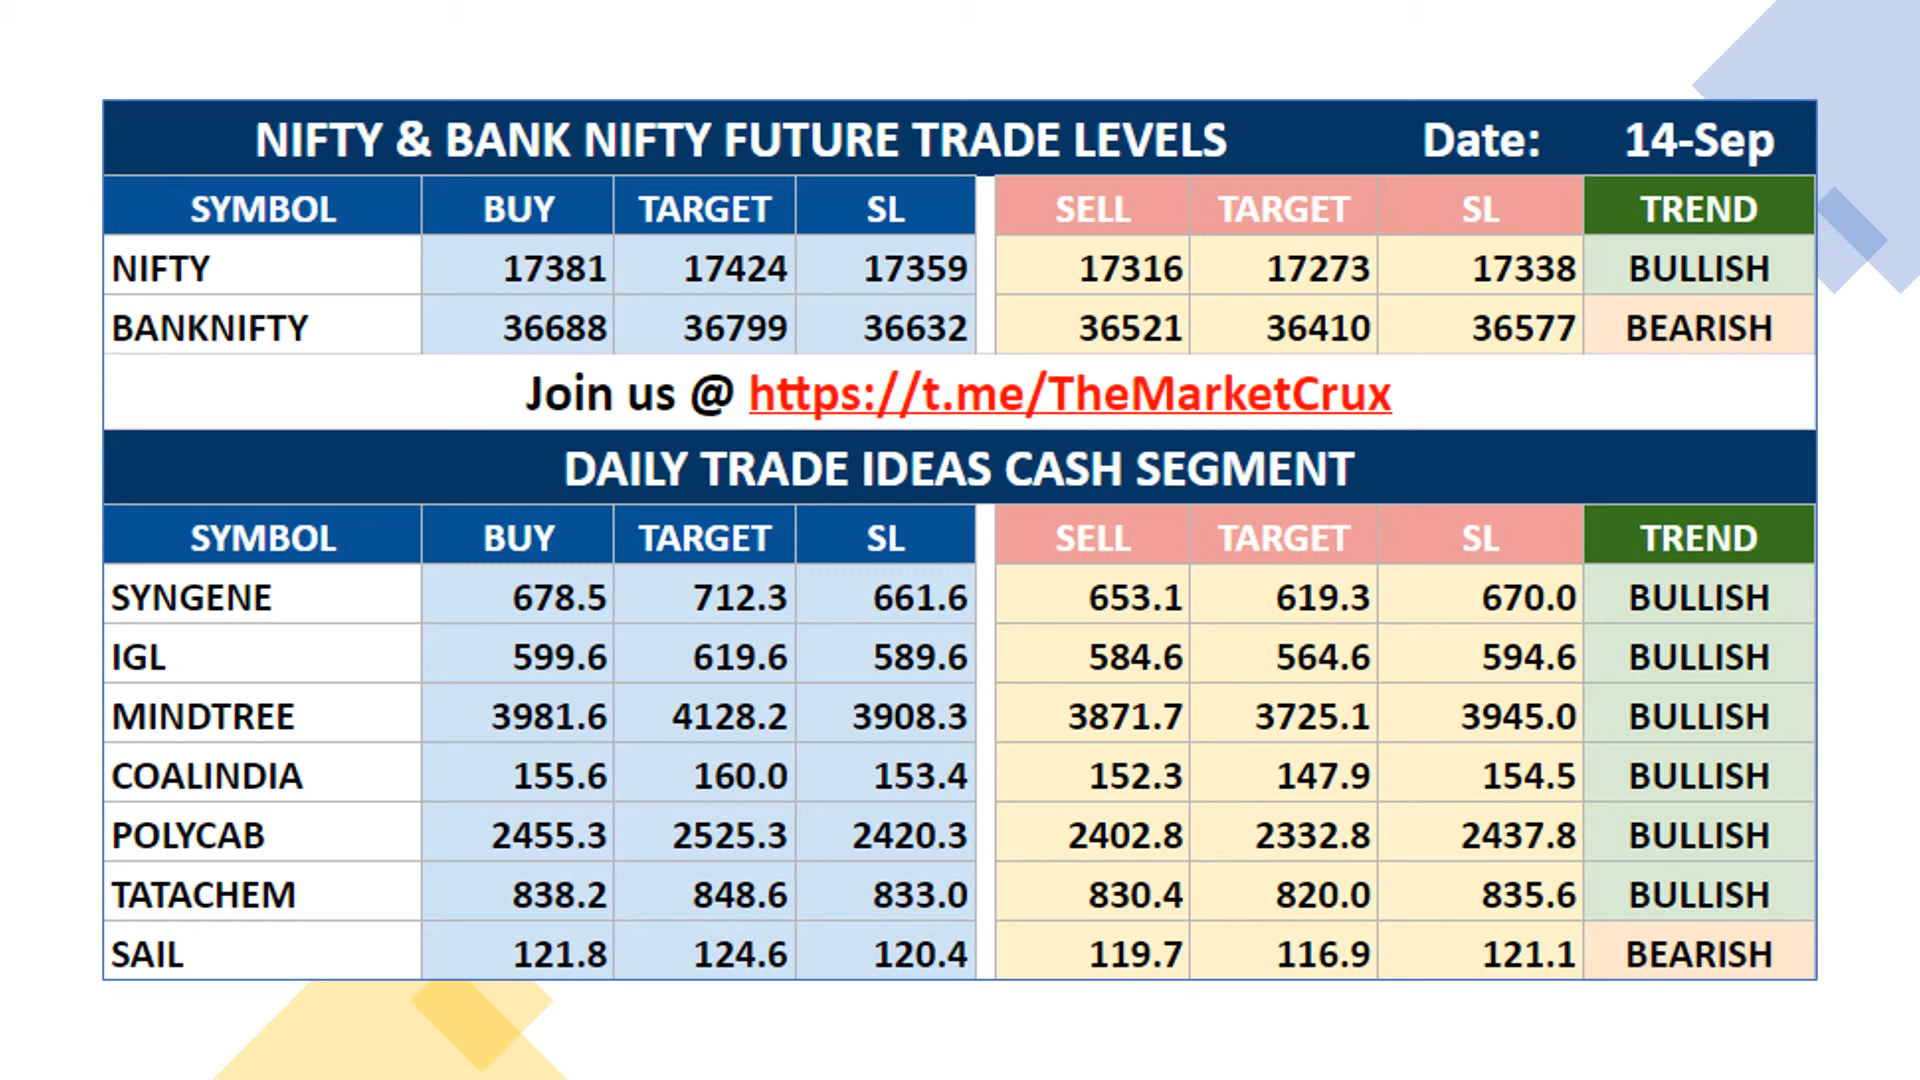 NIFTY & BANK NIFTY FUTURE TRADE LEVELS Date: 14-Sep
SYMBOL BUY TARGET SL SELL TARGET SL TREND
NIFTY 17381 17424 17359 17316 17273 17338 BULLISH
BANKNIFTY 36688 36799 36632 36521 36410 36577 BEARISH
Join us @ https://t.me/TheMarketCrux
DAILY TRADE IDEAS CASH SEGMENT
SYMBOL BUY TARGET SL SELL TARGET SL TREND
SYNGENE 678.5 712.3 661.6 653.1 619.3 670.0 BULLISH
IGL 599.6 619.6 589.6 584.6 564.6 594.6 BULLISH
MINDTREE 3981.6 4128.2 3908.3 3871.7 3725.1 3945.0 BULLISH
COALINDIA 155.6 160.0 153.4 152.3 147.9 154.5 BULLISH
POLYCAB 2455.3 2525.3 2420.3 2402.8 2332.8 2437.8 BULLISH
TATACHEM 838.2 848.6 833.0 830.4 820.0 835.6 BULLISH
SAIL 121.8 124.6 120.4 119.7 116.9 121.1 BEARISH